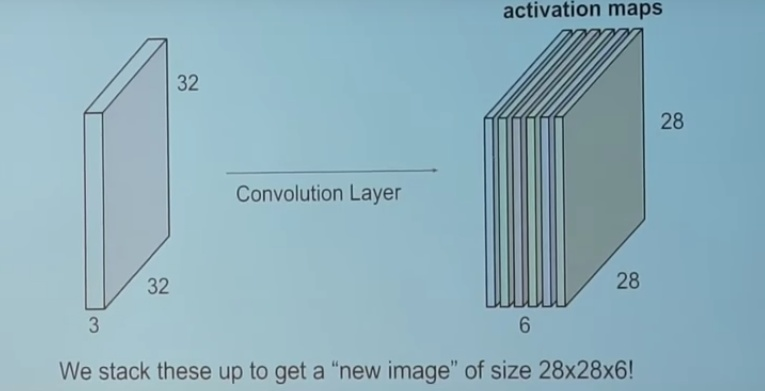 activation maps
32
28
Convolution Layer
32
28
3
6
We stack these up to get a “new image” of size 28x28x6!